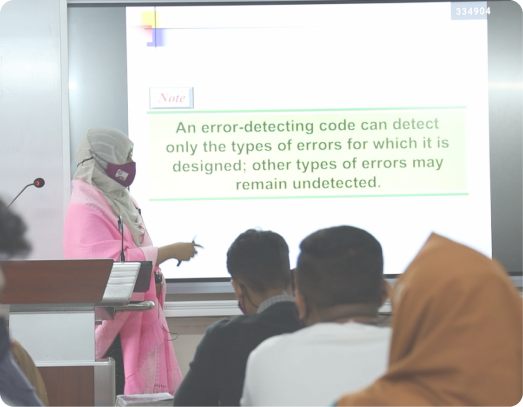 334904
Note
An error-detecting code can detect
only the types of errors for which it is
designed; other types of errors may
remain undetected.